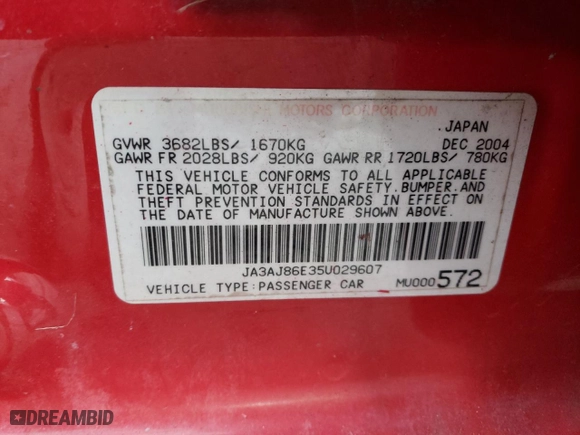 MOTORS CORPORATION
JAPAN
GVWR 3682LBS/ 1670KG DEC 2004
GAWR FR 2028LBS/ 920KG GAWR RR 1720LBS/ 780KG
THIS VEHICLE CONFORMS TO ALL APPLICABLE
FEDERAL MOTOR VEHICLE SAFETY, BUMPER, AND
THEFT PREVENTION STANDARDS IN EFFECT ON
THE DATE OF MANUFACTURE SHOWN ABOVE.
JA3AJ86E35U029607
VEHICLE TYPE:PASSENGER CAR MU000572
DREAMBID